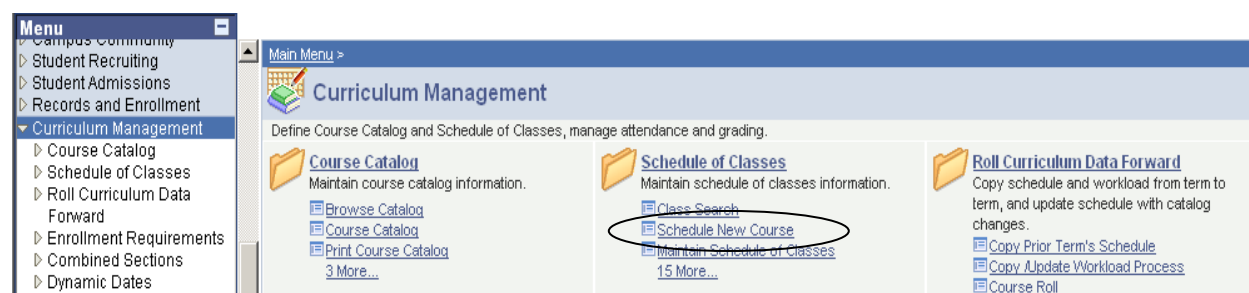 Menu
Campus Community
Student Recruiting
Student Admissions
Records and Enrollment
Curriculum Management
Course Catalog
Schedule of Classes
Roll Curriculum Data
Forward
Enrollment Requirements
Combined Sections
Dynamic Dates
Main Menu >
Curriculum Management
Define Course Catalog and Schedule of Classes, manage attendance and grading.
Course Catalog
Maintain course catalog information.
Browse Catalog
Course Catalog
Print Course Catalog
3 More...
Schedule of Classes
Maintain schedule of classes information.
Class Search
Schedule New Course
Maintain Schedule of Classes
15 More...
Roll Curriculum Data Forward
Copy schedule and workload from term to
term, and update schedule with catalog
changes.
Copy Prior Term's Schedule
Copy /Update Workload Process
Course Roll